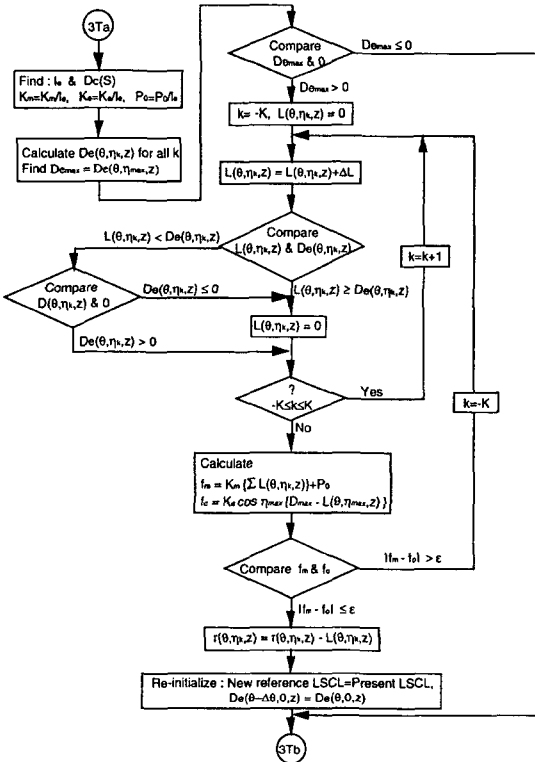 3Ta
Find : Ie & Dc(S)
Km=Km/Ie, Ke=Ke/Ie, P0=P0/Ie
Calculate De(θ,ηk,z) for all k
Find Demax = De(θ,ηmax,z)
Compare
Demax & 0
Demax ≤ 0
Demax > 0
k= -K, L(θ,ηk,z) = 0
L(θ,ηk,z) = L(θ,ηk,z)+ΔL
Compare
L(θ,ηk,z) & De(θ,ηk,z)
L(θ,ηk,z) < De(θ,ηk,z)
k=k+1
Compare
D(θ,ηk,z) & 0
De(θ,ηk,z) ≤ 0
L(θ,ηk,z) ≥ De(θ,ηk,z)
L(θ,ηk,z) = 0
De(θ,ηk,z) > 0
?
-K≤k≤K
Yes
k=-K
No
Calculate
fm = Km {∑ L(θ,ηk,z)}+P0
fc = Ke cos ηmax {Dmax - L(θ,ηmax,z) }
Compare fm & fc
|fm - fc| > ε
|fm - fc| ≤ ε
r(θ,ηk,z) = r(θ,ηk,z) - L(θ,ηk,z)
Re-initialize : New reference LSCL=Present LSCL,
De(θ-Δθ,0,z) = De(θ,0,z)
3Tb